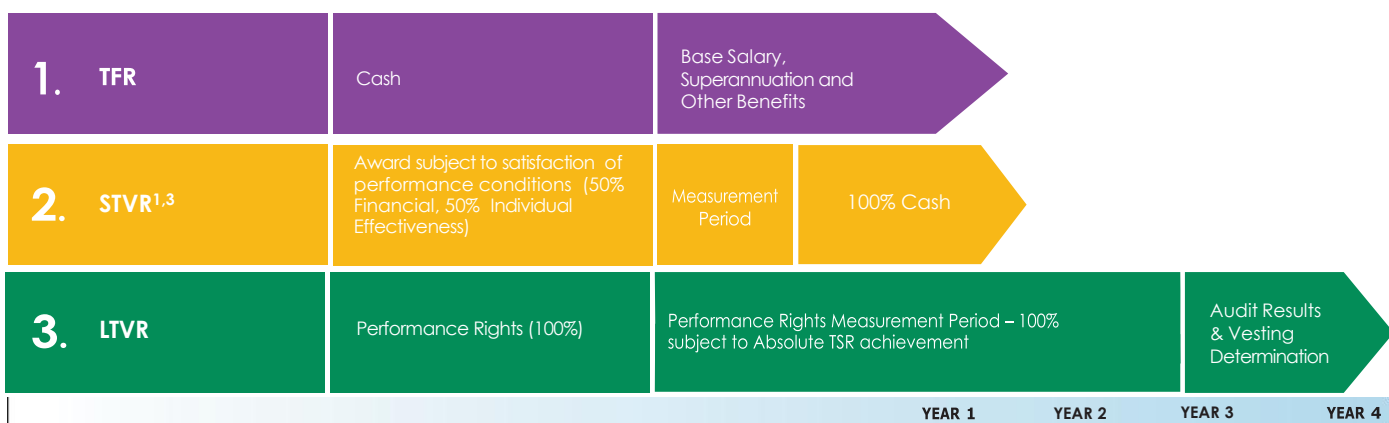 1. TFR
Cash
Base Salary,
Superannuation and
Other Benefits
2. STVR1,3
Award subject to satisfaction of
performance conditions (50%
Financial, 50% Individual
Effectiveness)
Measurement
Period
100% Cash
3. LTVR
Performance Rights (100%)
Performance Rights Measurement Period – 100%
subject to Absolute TSR achievement
Audit Results
& Vesting
Determination
YEAR 1 YEAR 2 YEAR 3 YEAR 4